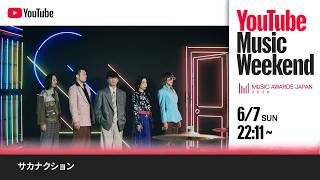 YouTube
YouTube
Music
Weekend
MUSIC AWARDS JAPAN
2026
6/7 SUN
22:11~
サカナクション